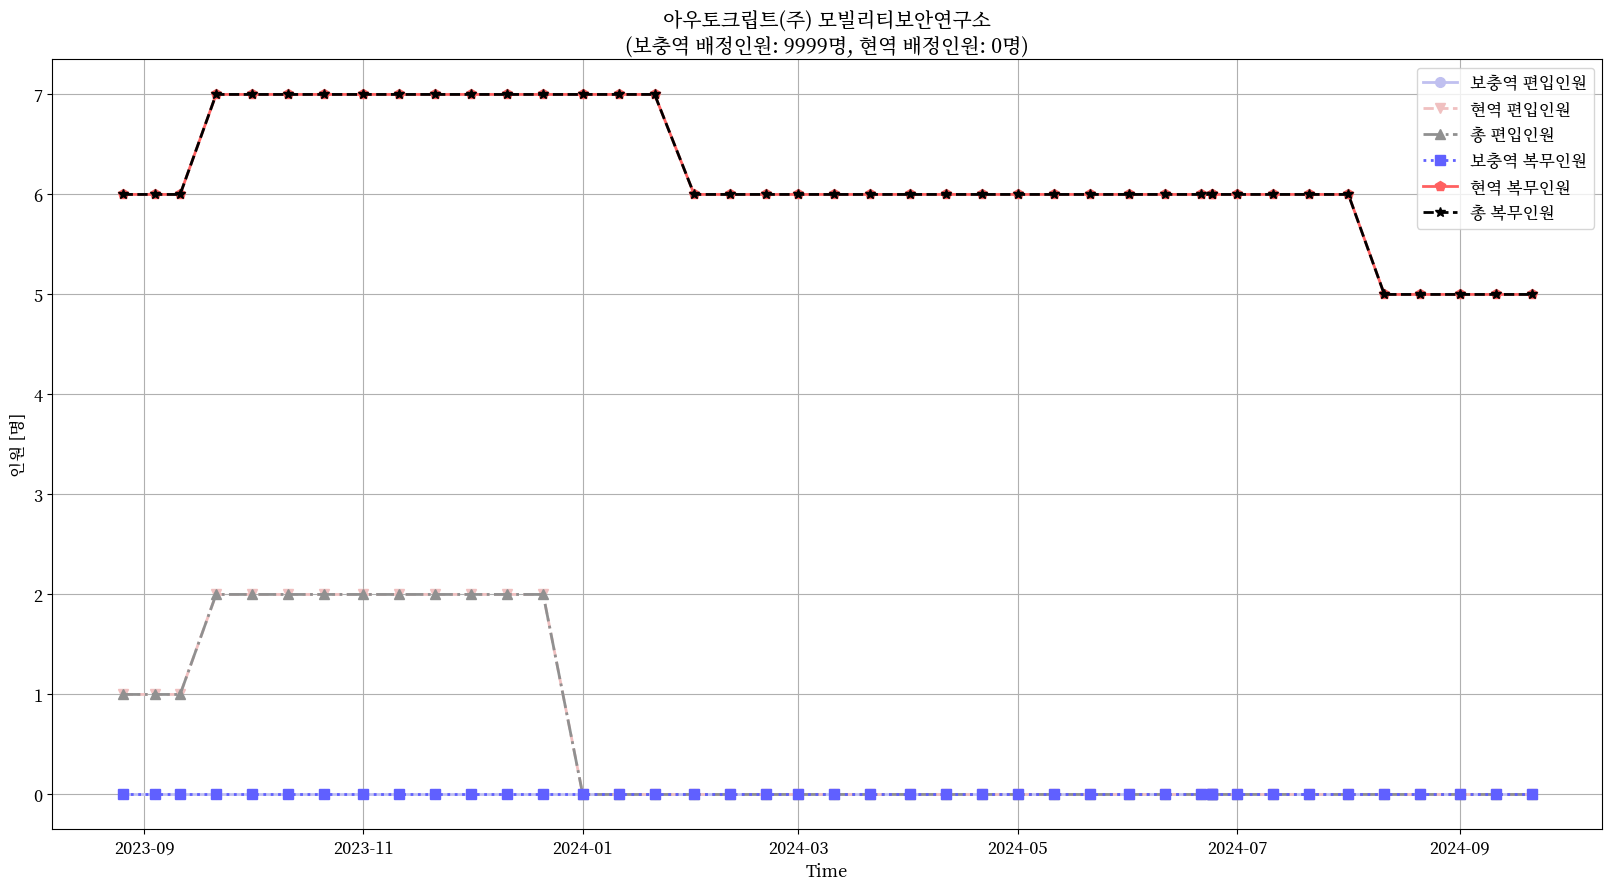 아우토크립트(주) 모빌리티보안연구소
(보충역 배정인원: 9999명, 현역 배정인원: 0명)
보충역 편입인원
현역 편입인원
총 편입인원
보충역 복무인원
현역 복무인원
총 복무인원
인원 [명]
7
6
5
4
3
2
1
0
2023-09
2023-11
2024-01
2024-03
2024-05
2024-07
2024-09
Time